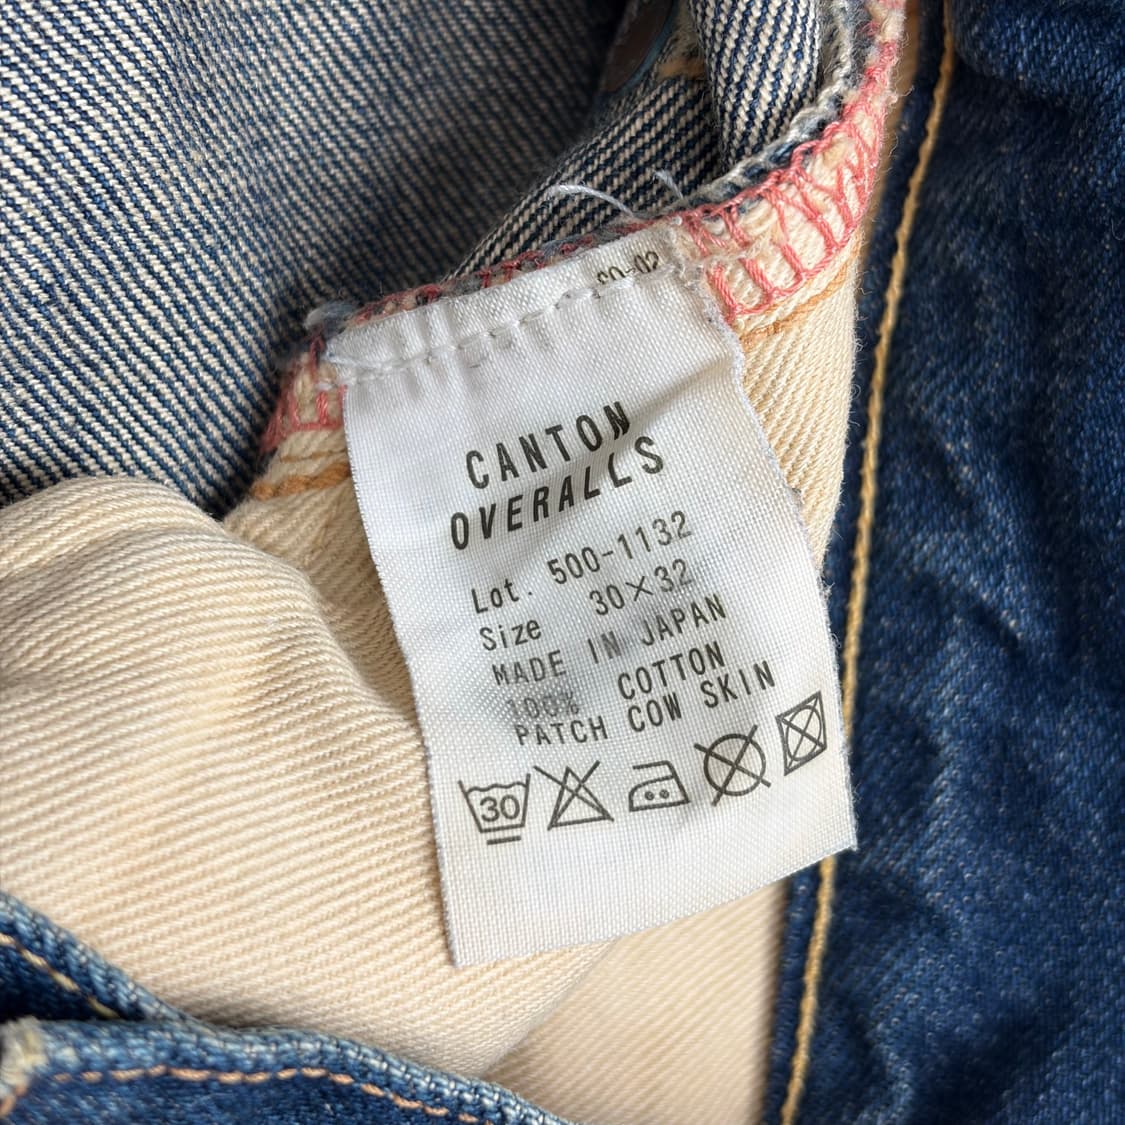 CANTON
OVERALLS
Lot. 500-1132
Size 30×32
MADE IN JAPAN
100% COTTON
PATCH COW SKIN
30